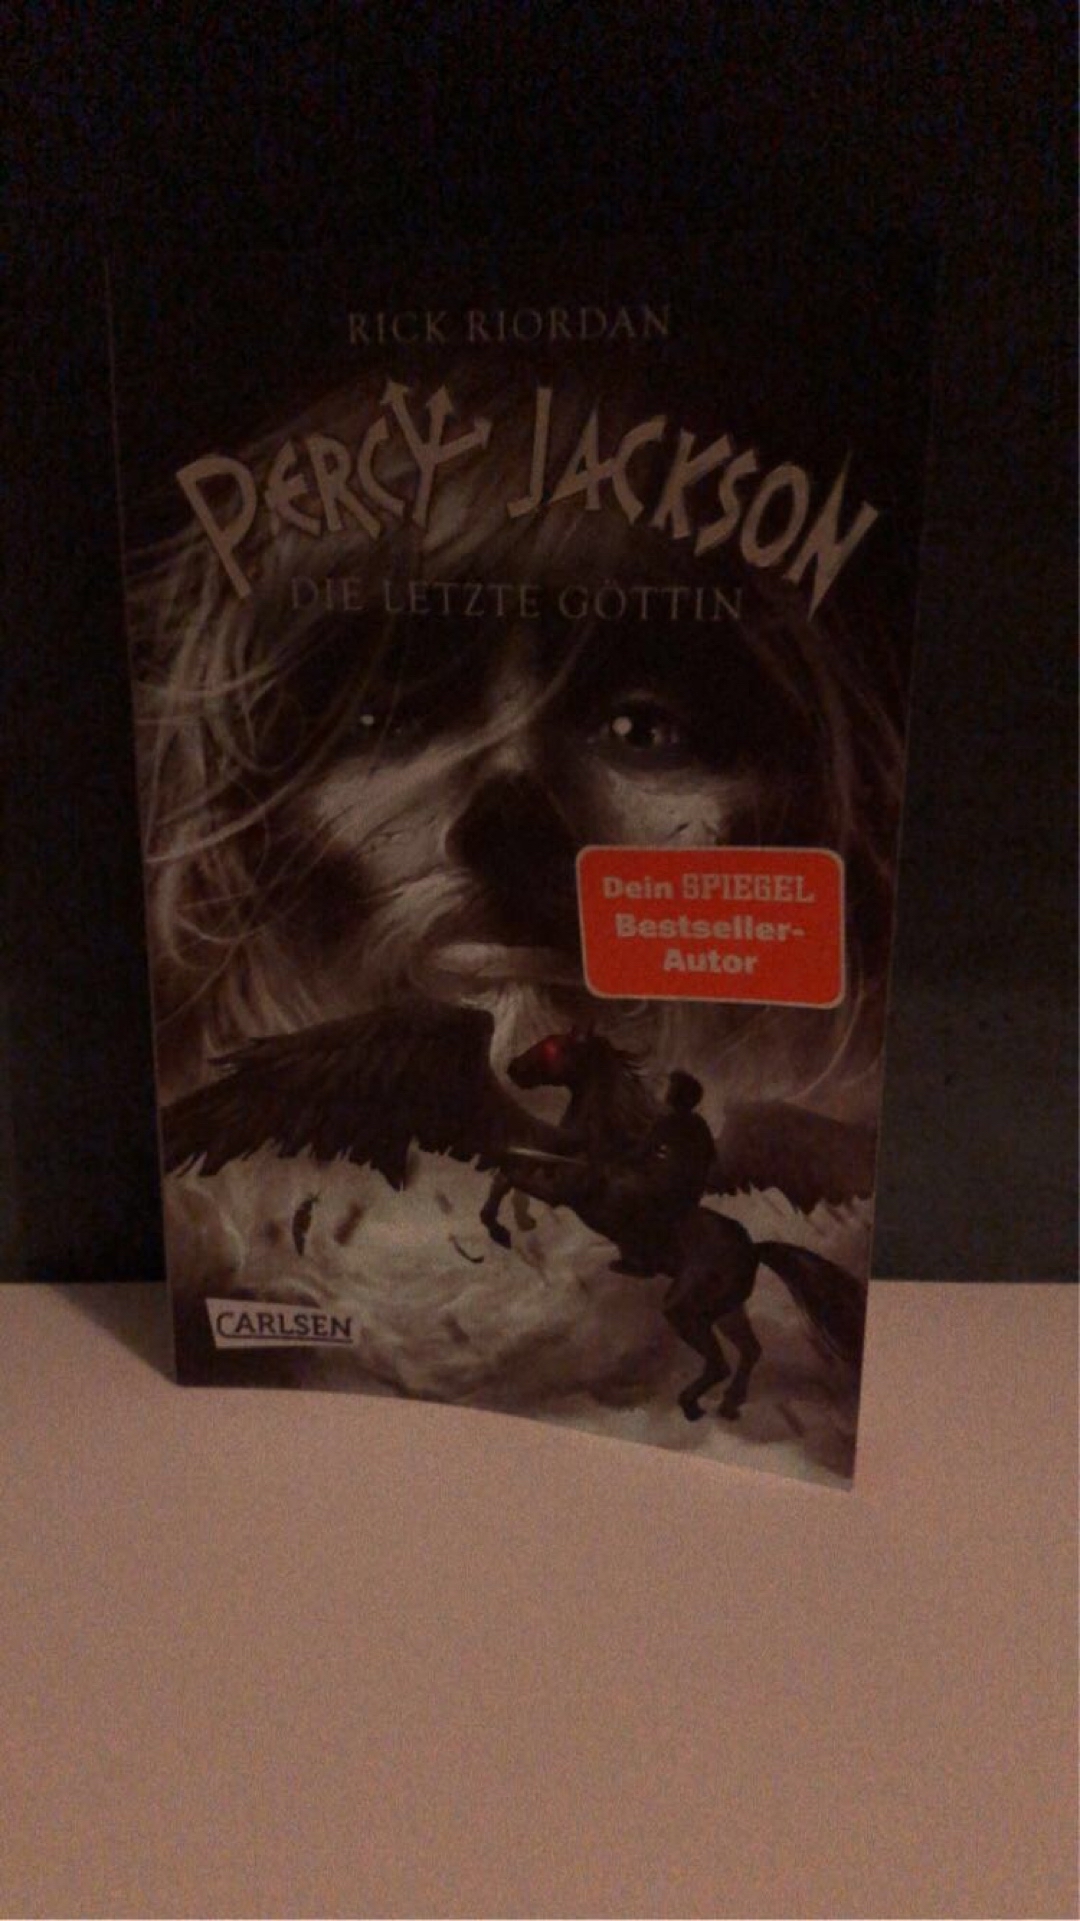 RICK RIORDAN
PERCY JACKSON
DIE LETZTE GÖTTIN
Dein SPIEGEL
Bestseller-
Autor
CARLSEN